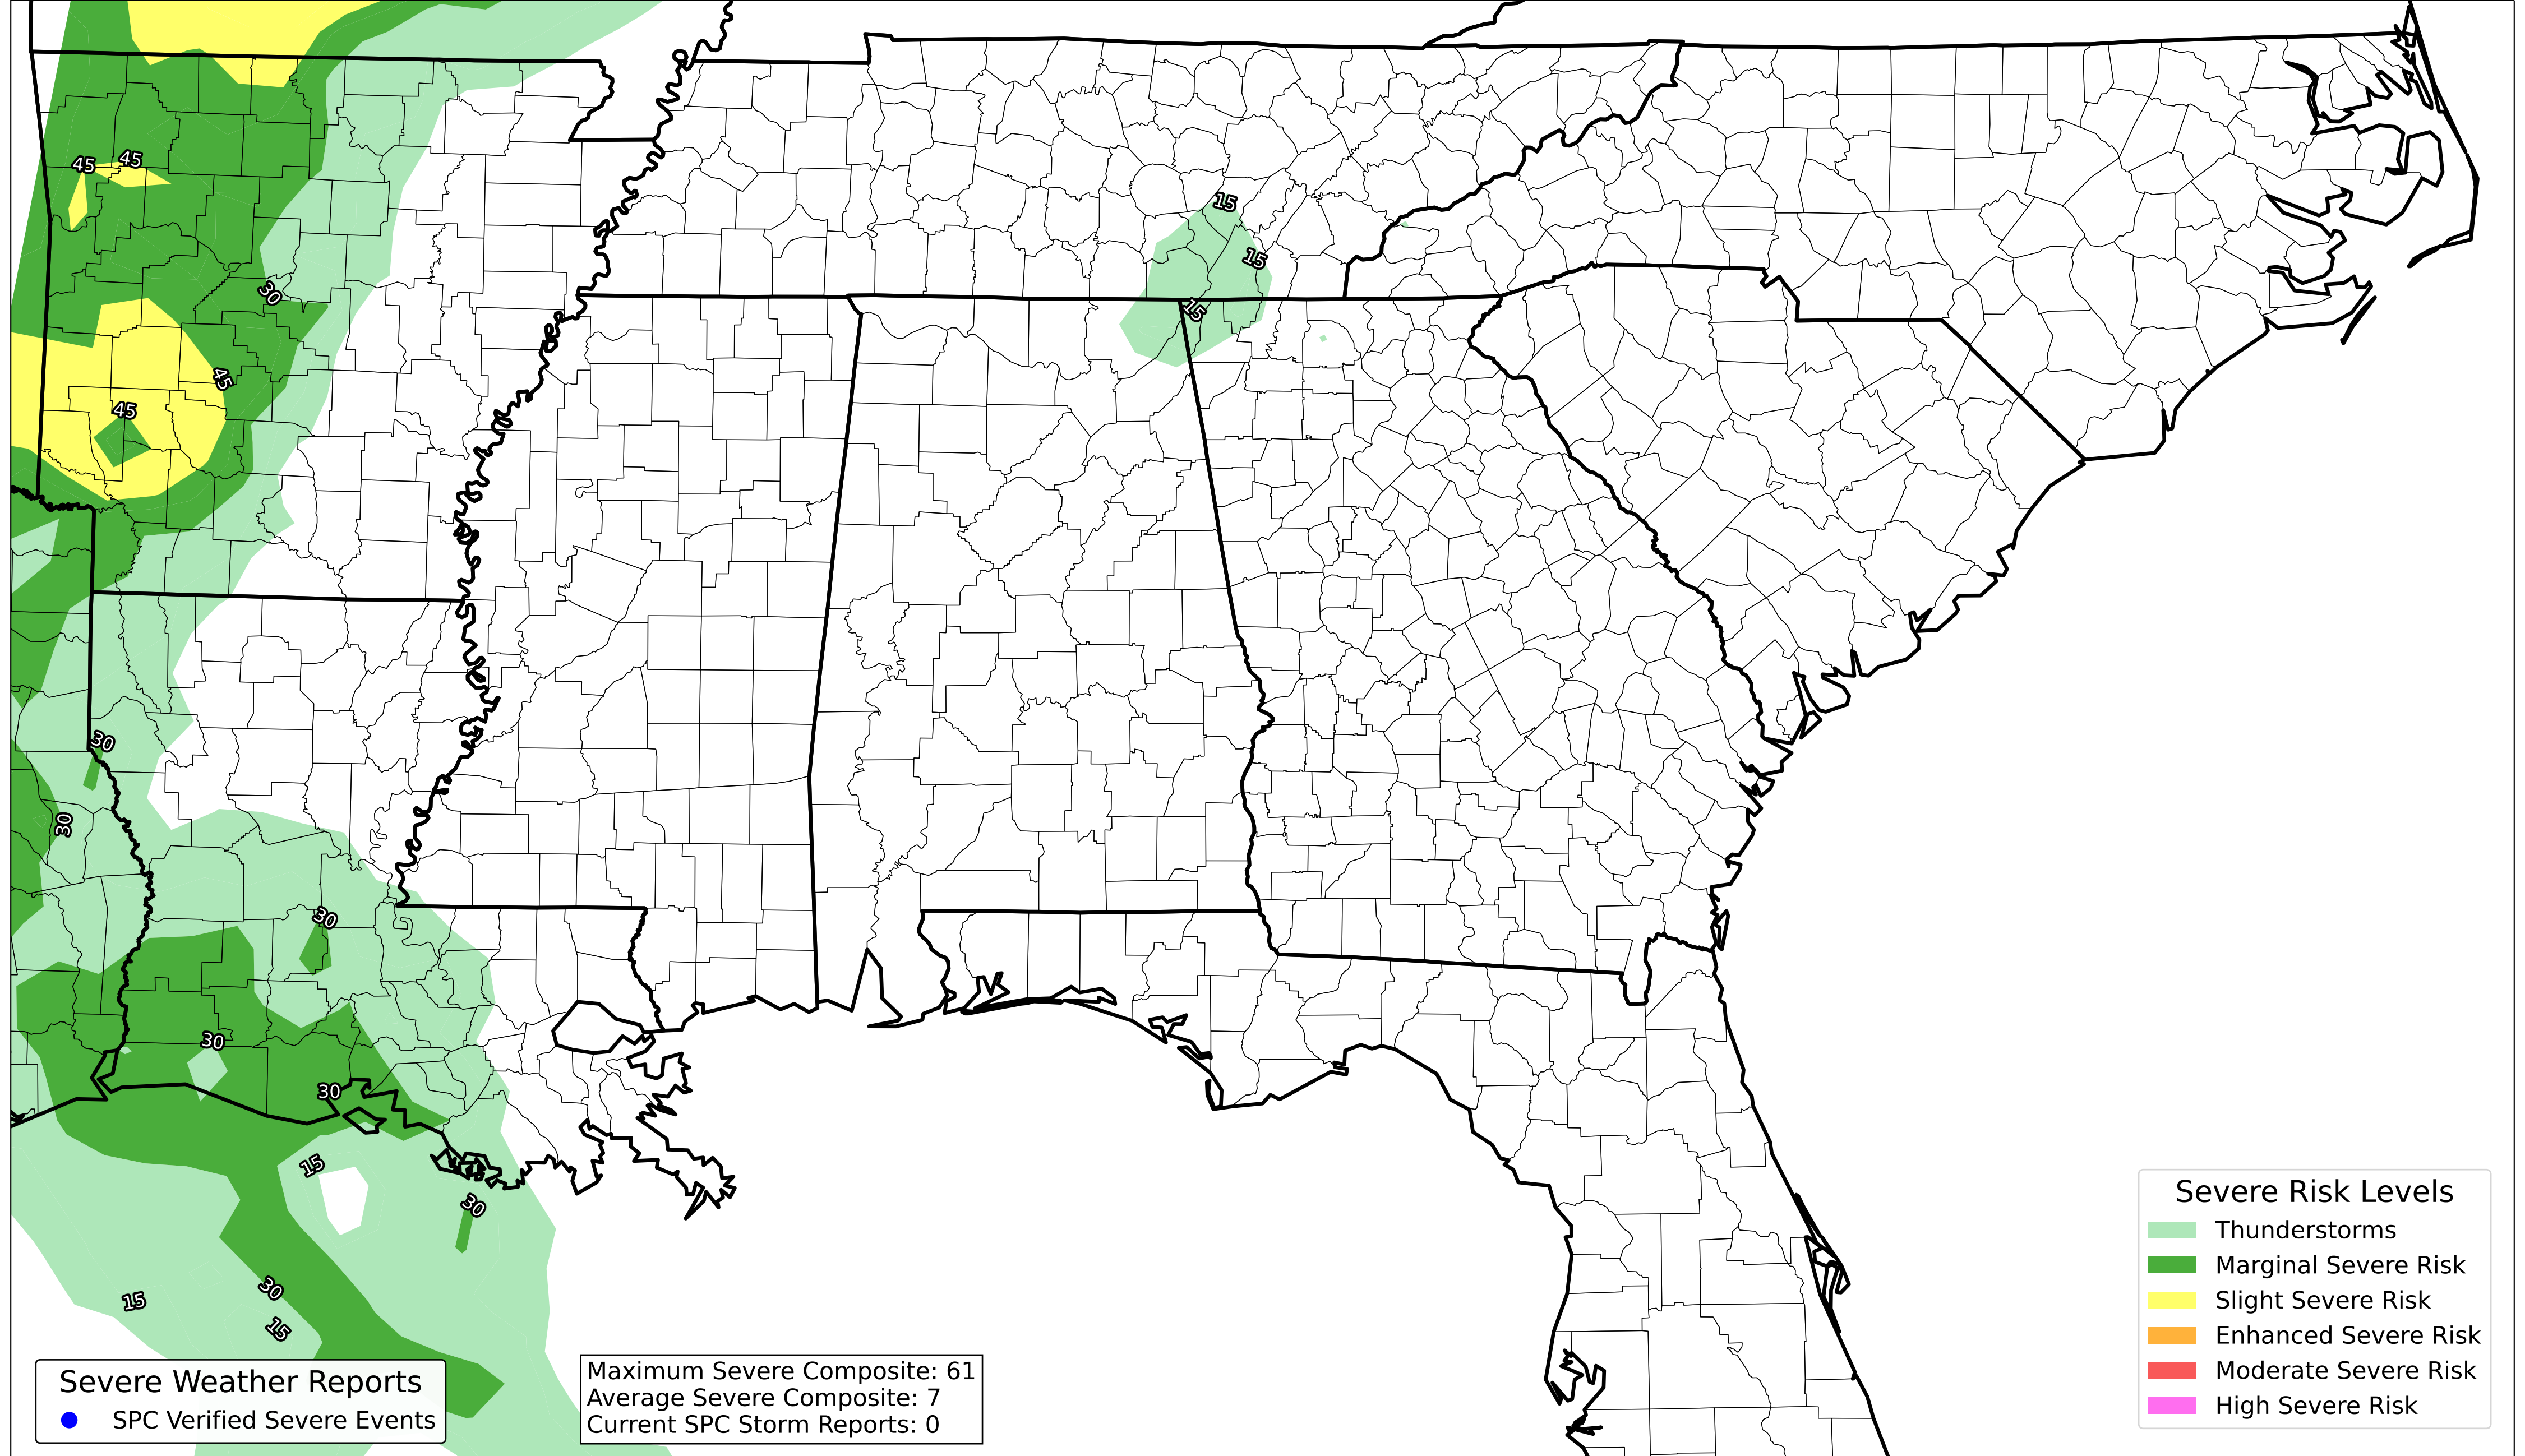 45
45
15
15
30
15
45
45
30
30
30
30
30
15
30
30
15
15
Severe Risk Levels
Thunderstorms
Marginal Severe Risk
Slight Severe Risk
Enhanced Severe Risk
Moderate Severe Risk
High Severe Risk
Severe Weather Reports
SPC Verified Severe Events
Maximum Severe Composite: 61
Average Severe Composite: 7
Current SPC Storm Reports: 0